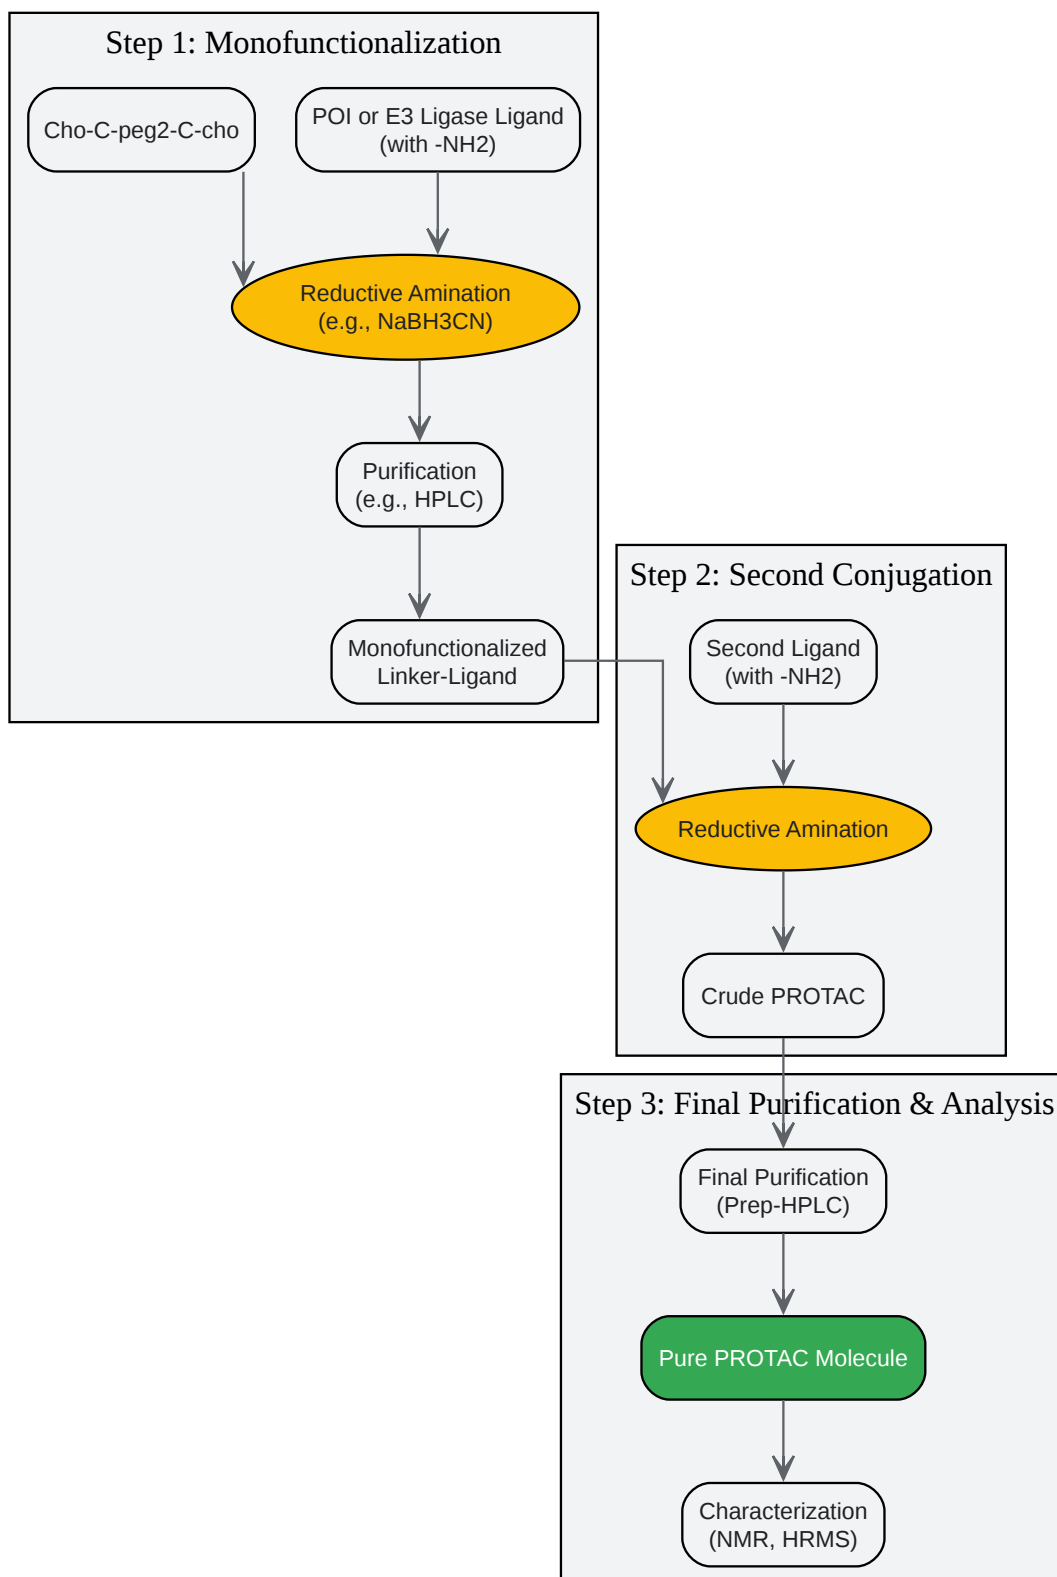 Step 1: Monofunctionalization
Cho-C-peg2-C-cho
POI or E3 Ligase Ligand
(with -NH2)
Reductive Amination
(e.g., NaBH3CN)
Purification
(e.g., HPLC)
Monofunctionalized
Linker-Ligand
Step 2: Second Conjugation
Second Ligand
(with -NH2)
Reductive Amination
Crude PROTAC
Step 3: Final Purification & Analysis
Final Purification
(Prep-HPLC)
Pure PROTAC Molecule
Characterization
(NMR, HRMS)